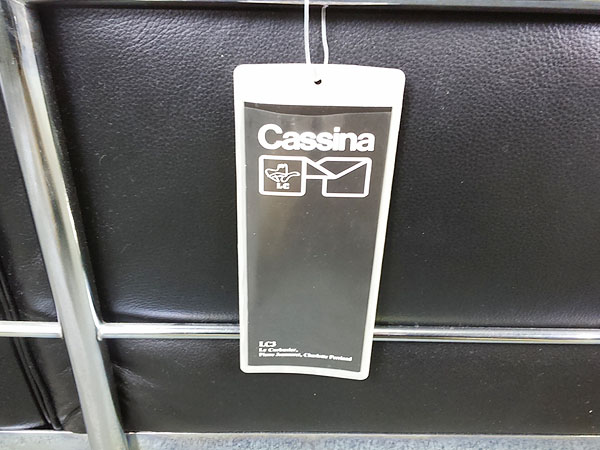 Cassina
LC
LC3
Le Corbusier,
Pierre Jeanneret, Charlotte Perriand